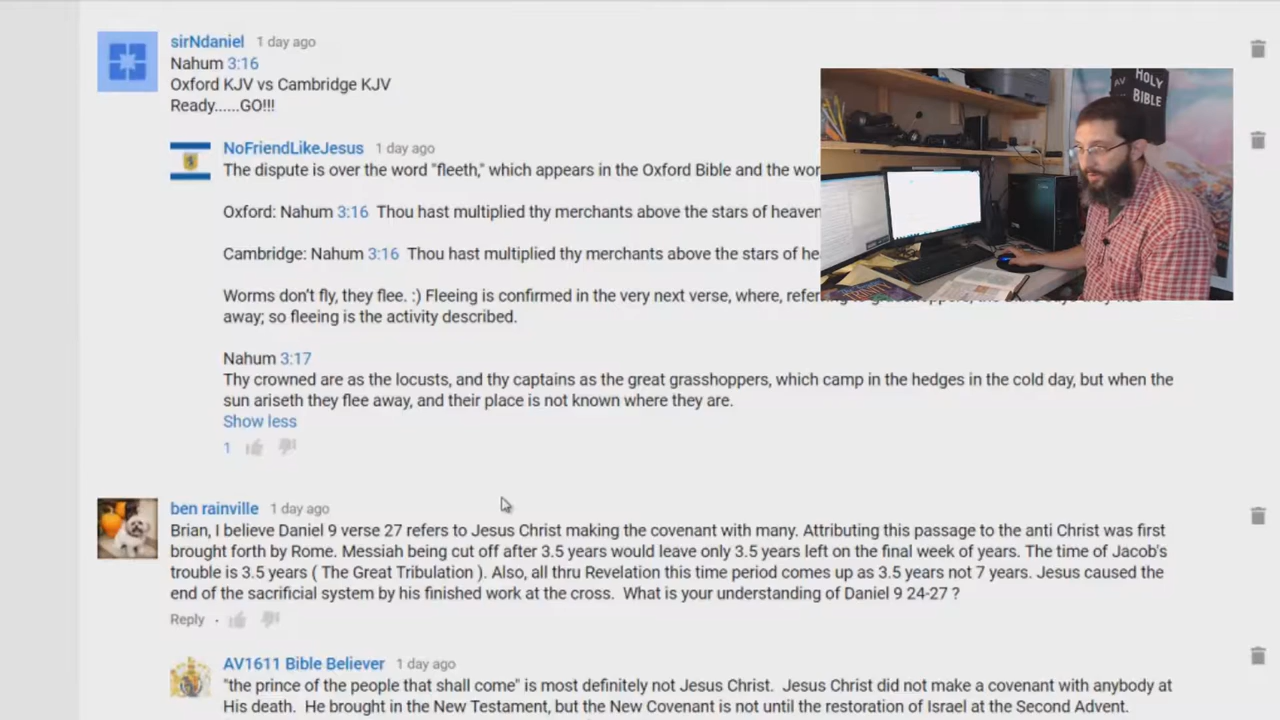 sirNdaniel 1 day ago
Nahum 3:16
Oxford KJV vs Cambridge KJV
Ready......GO!!!
NoFriendLikeJesus 1 day ago
The dispute is over the word "fleeth," which appears in the Oxford Bible and the
Oxford: Nahum 3:16 Thou hast multiplied thy merchants above the stars of heaven
Cambridge: Nahum 3:16 Thou hast multiplied thy merchants above the stars of
Worms don't fly, they flee. :) Fleeing is confirmed in the very next verse, where,
away; so fleeing is the activity described.
Nahum 3:17
Thy crowned are as the locusts, and thy captains as the great grasshoppers, which camp in the hedges in the cold day, but when the
sun ariseth they flee away, and their place is not known where they are.
Show less
1
ben rainville 1 day ago
Brian, I believe Daniel 9 verse 27 refers to Jesus Christ making the covenant with many. Attributing this passage to the anti Christ was first
brought forth by Rome. Messiah being cut off after 3.5 years would leave only 3.5 years left on the final week of years. The time of Jacob's
trouble is 3.5 years ( The Great Tribulation ). Also, all thru Revelation this time period comes up as 3.5 years not 7 years. Jesus caused the
end of the sacrificial system by his finished work at the cross. What is your understanding of Daniel 9 24-27 ?
Reply ·
AV1611 Bible Believer 1 day ago
"the prince of the people that shall come" is most definitely not Jesus Christ. Jesus Christ did not make a covenant with anybody at
His death. He brought in the New Testament, but the New Covenant is not until the restoration of Israel at the Second Advent.
AV HOLY
BIBLE